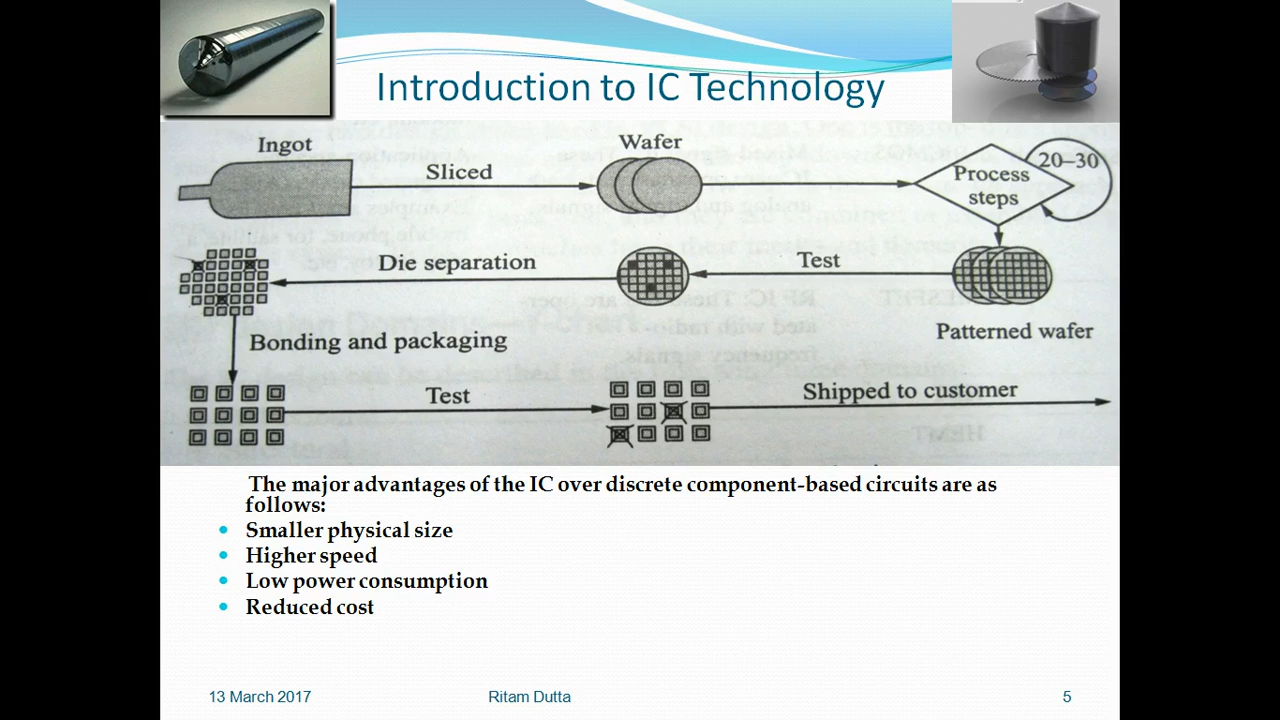 Introduction to IC Technology
Ingot
Sliced
Wafer
Process
steps
20–30
Die separation
Test
Patterned wafer
Bonding and packaging
Test
Shipped to customer
The major advantages of the IC over discrete component-based circuits are as
follows:
Smaller physical size
Higher speed
Low power consumption
Reduced cost
13 March 2017
Ritam Dutta
5